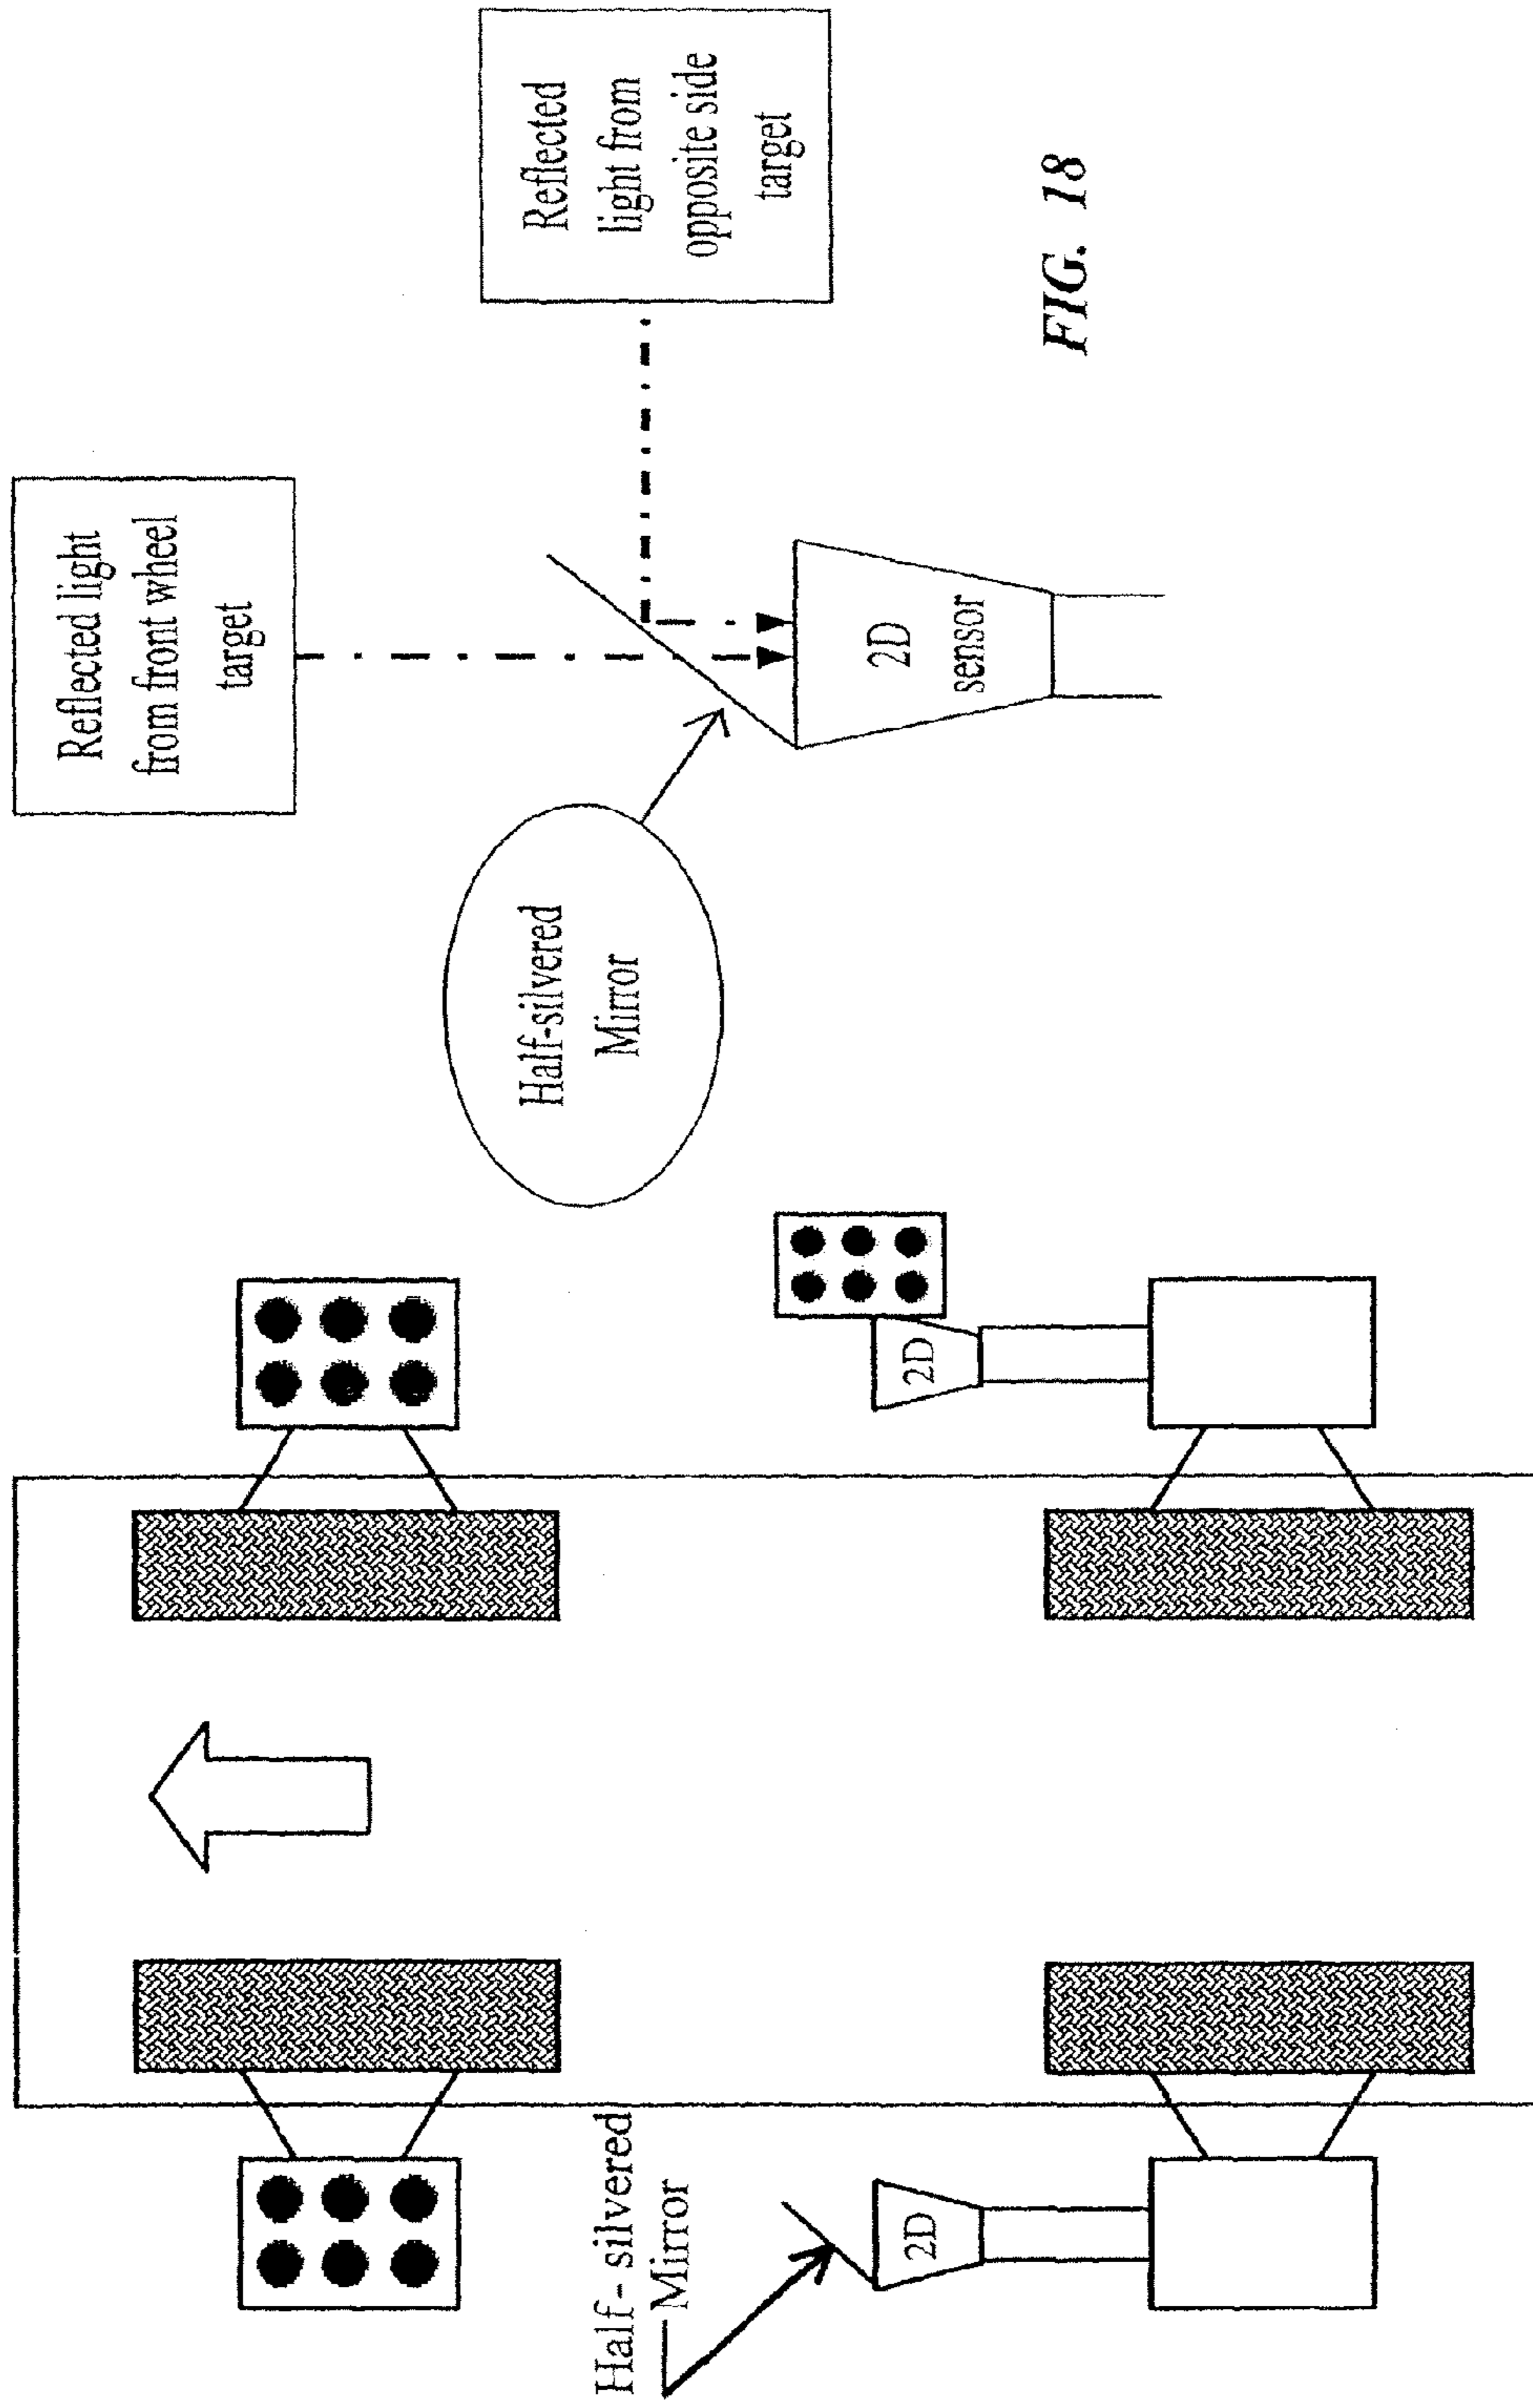 Half - silvered
Mirror
2D
2D
Half-silvered
Mirror
Reflected light
from front wheel
target
2D
sensor
Reflected
light from
opposite side
target
FIG. 18